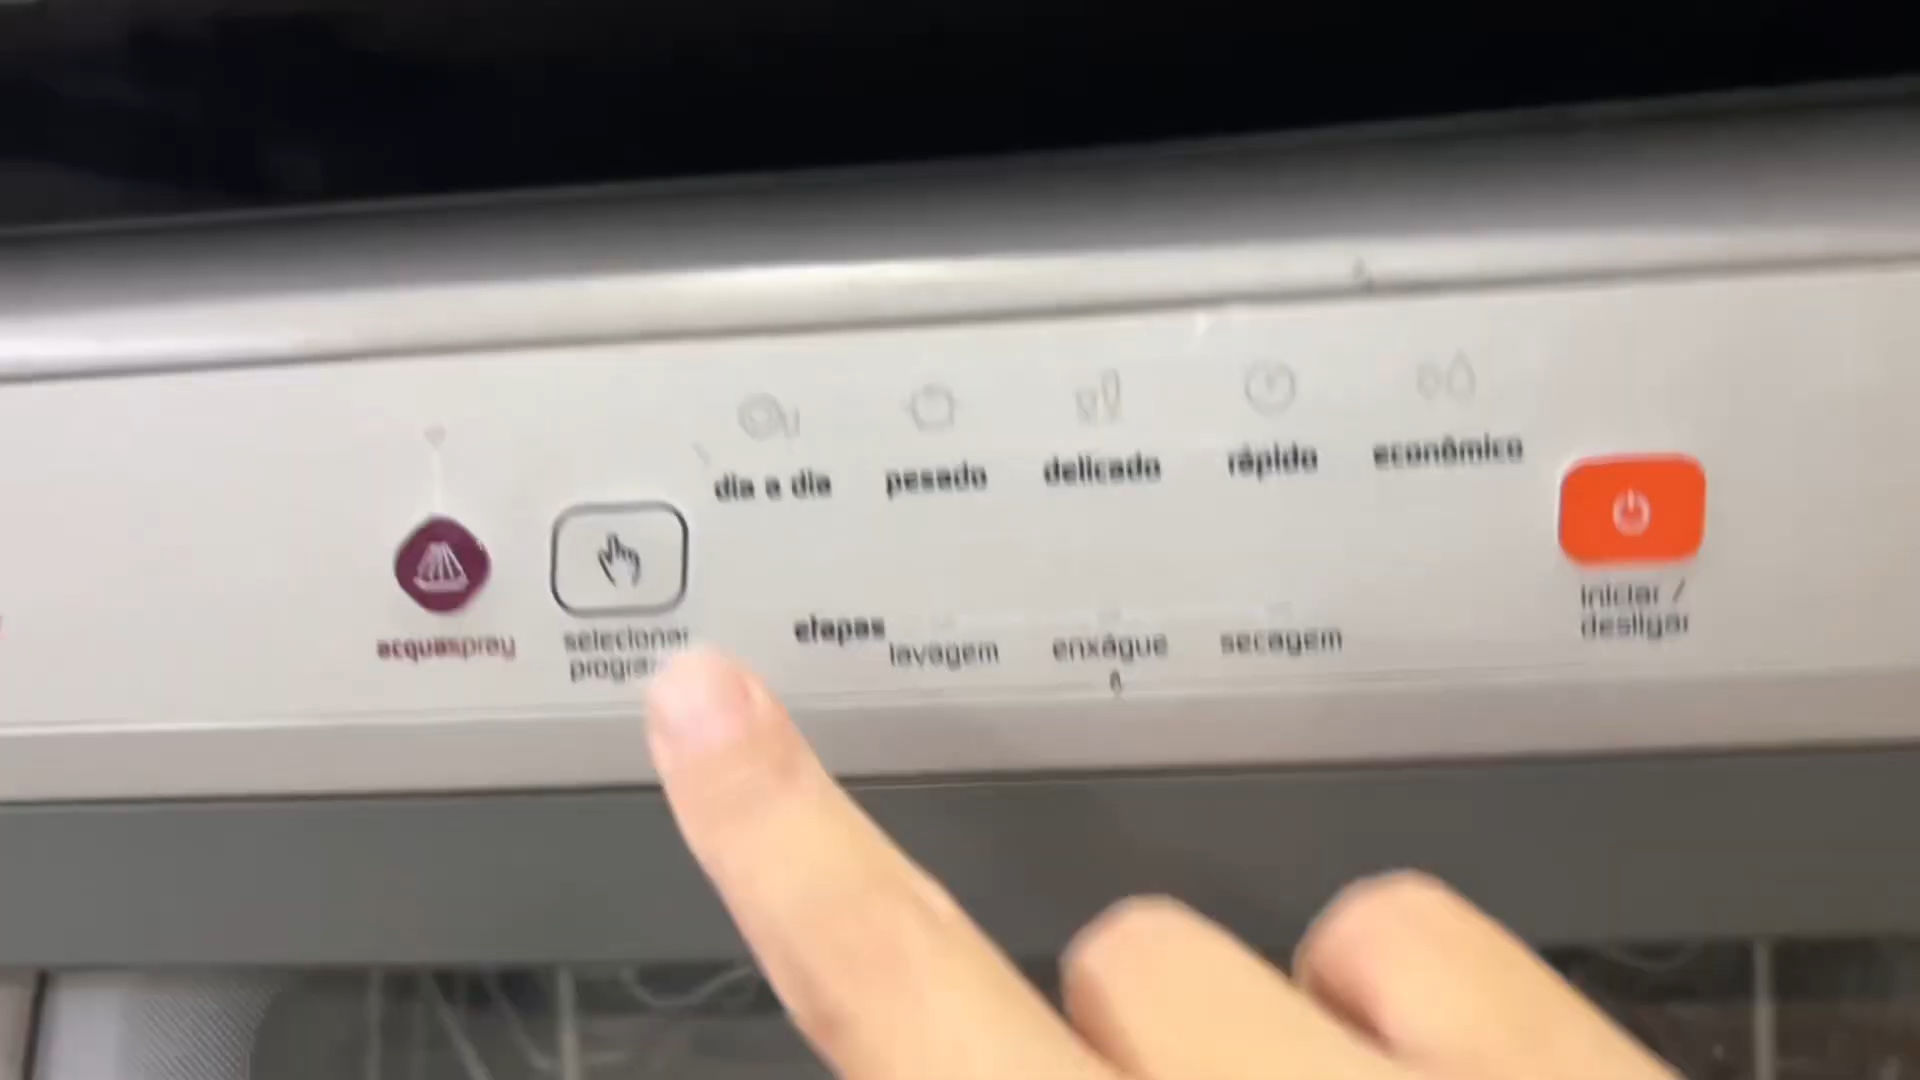 dia a dia
pesado
delicado
rápido
econômico
acquaspray
selecionar
etapas
lavagem
enxágue
secagem
iniciar /
desligar